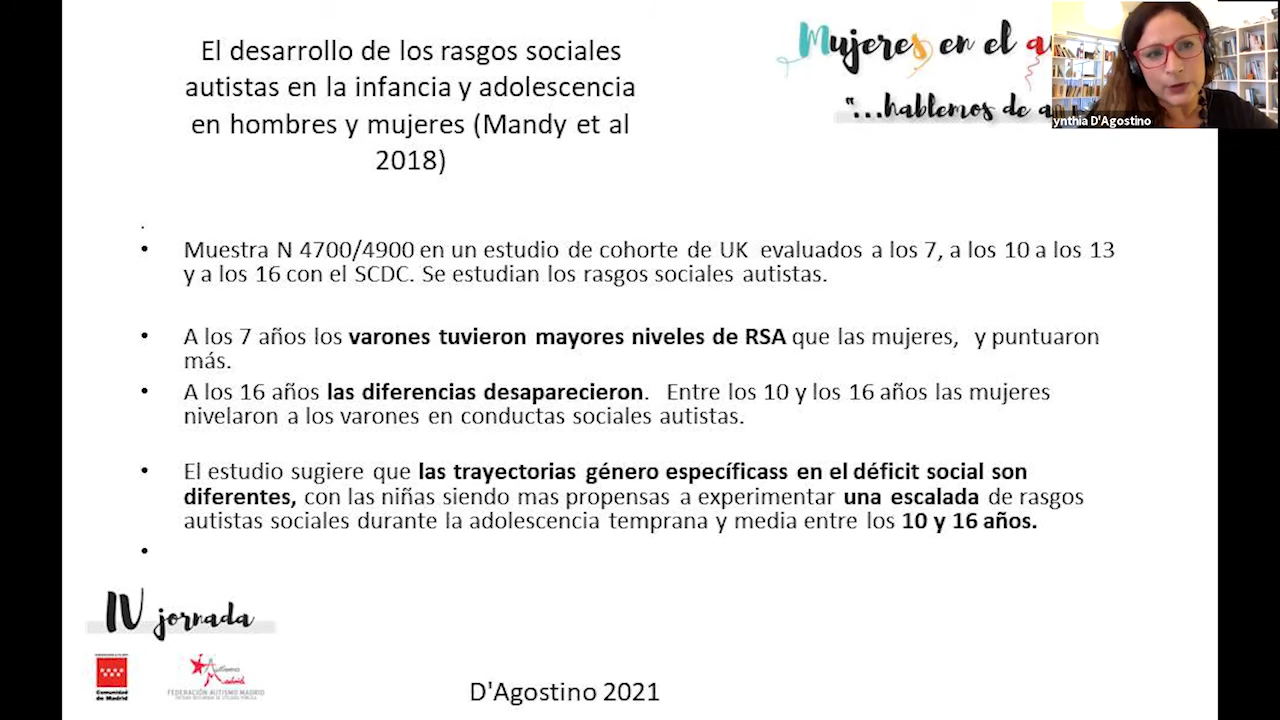 El desarrollo de los rasgos sociales
autistas en la infancia y adolescencia
en hombres y mujeres (Mandy et al
2018)
Mujeres en el
"...hablemos de
ynthia D'Agostino
.
• Muestra N 4700/4900 en un estudio de cohorte de UK evaluados a los 7, a los 10 a los 13
y a los 16 con el SCDC. Se estudian los rasgos sociales autistas.
• A los 7 años los varones tuvieron mayores niveles de RSA que las mujeres, y puntuaron
más.
• A los 16 años las diferencias desaparecieron. Entre los 10 y los 16 años las mujeres
nivelaron a los varones en conductas sociales autistas.
• El estudio sugiere que las trayectorias género específicass en el déficit social son
diferentes, con las niñas siendo mas propensas a experimentar una escalada de rasgos
autistas sociales durante la adolescencia temprana y media entre los 10 y 16 años.
•
IV jornada
Comunidad
de Madrid
Autismo
Madrid
FEDERACIÓN AUTISMO MADRID
D'Agostino 2021